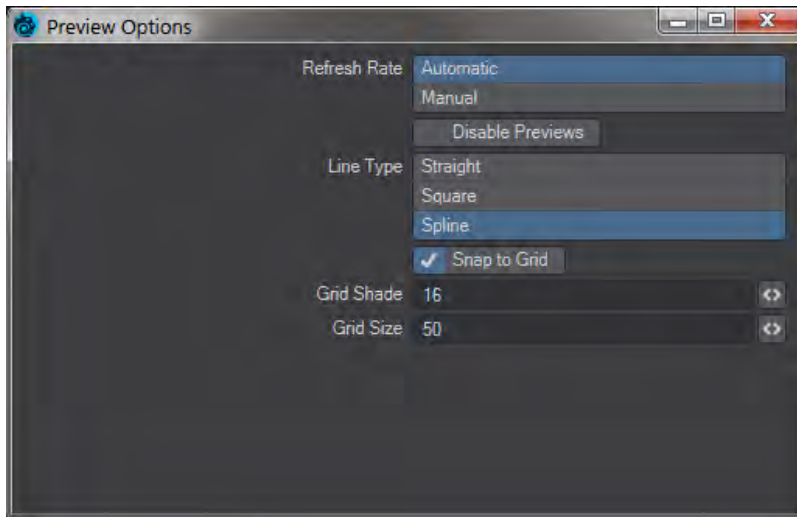 Preview Options
Refresh Rate Automatic
Manual
Disable Previews
Line Type Straight
Square
Spline
Snap to Grid
Grid Shade 16
Grid Size 50